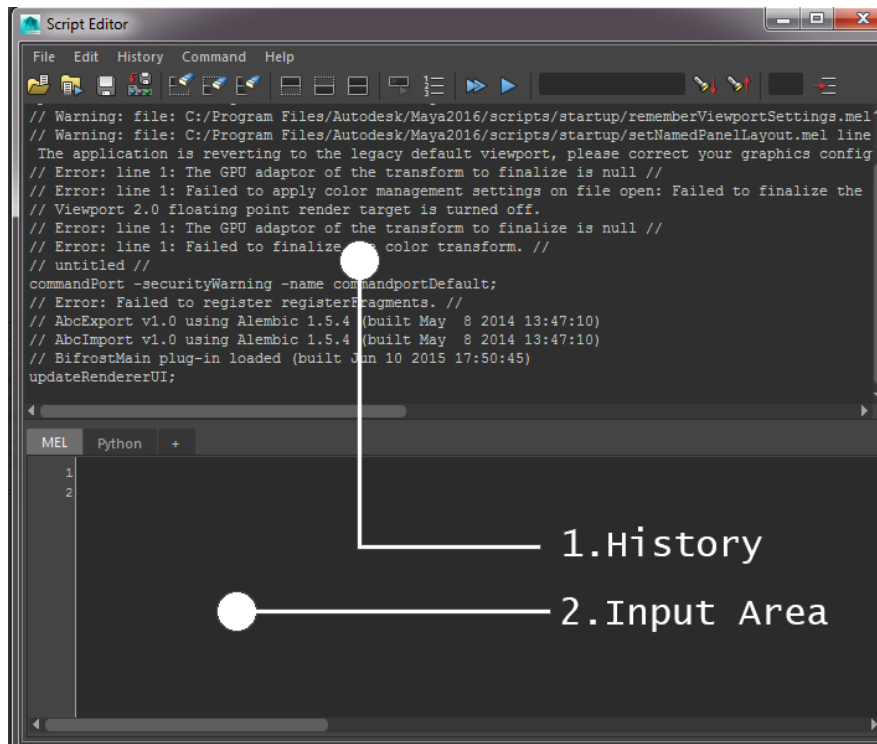 Script Editor
File Edit History Command Help
// Warning: file: C:/Program Files/Autodesk/Maya2016/scripts/startup/rememberViewportSettings.mel
// Warning: file: C:/Program Files/Autodesk/Maya2016/scripts/startup/setNamedPanelLayout.mel line
The application is reverting to the legacy default viewport, please correct your graphics config
// Error: line 1: The GPU adaptor of the transform to finalize is null //
// Error: line 1: Failed to apply color management settings on file open: Failed to finalize the
// Viewport 2.0 floating point render target is turned off.
// Error: line 1: The GPU adaptor of the transform to finalize is null //
// Error: line 1: Failed to finalize color transform. //
// untitled //
commandPort -securityWarning -name commandportDefault;
// Error: Failed to register registerFragments. //
// AbcExport v1.0 using Alembic 1.5.4 (built May 8 2014 13:47:10)
// AbcImport v1.0 using Alembic 1.5.4 (built May 8 2014 13:47:10)
// BifrostMain plug-in loaded (built Jun 10 2015 17:50:45)
updateRendererUI;
MEL Python +
1
2
1.History
2.Input Area